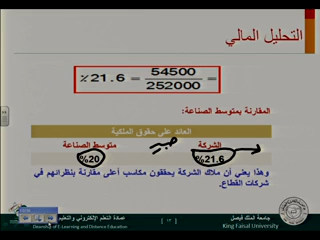 التحليل المالي
%21.6 = 54500 / 252000 =
المقارنة بمتوسط الصناعة:
العائد على حقوق الملكية
الشركة متوسط الصناعة
%21.6 %20
وهذا يعني أن ملاك الشركة يحققون مكاسب أعلى مقارنة بنظرائهم في
شركات القطاع.
جامعة الملك فيصل
King Faisal University
١٣
عمادة التعلم الإلكتروني والتعليم
Deanship of E-Learning and Distance Education